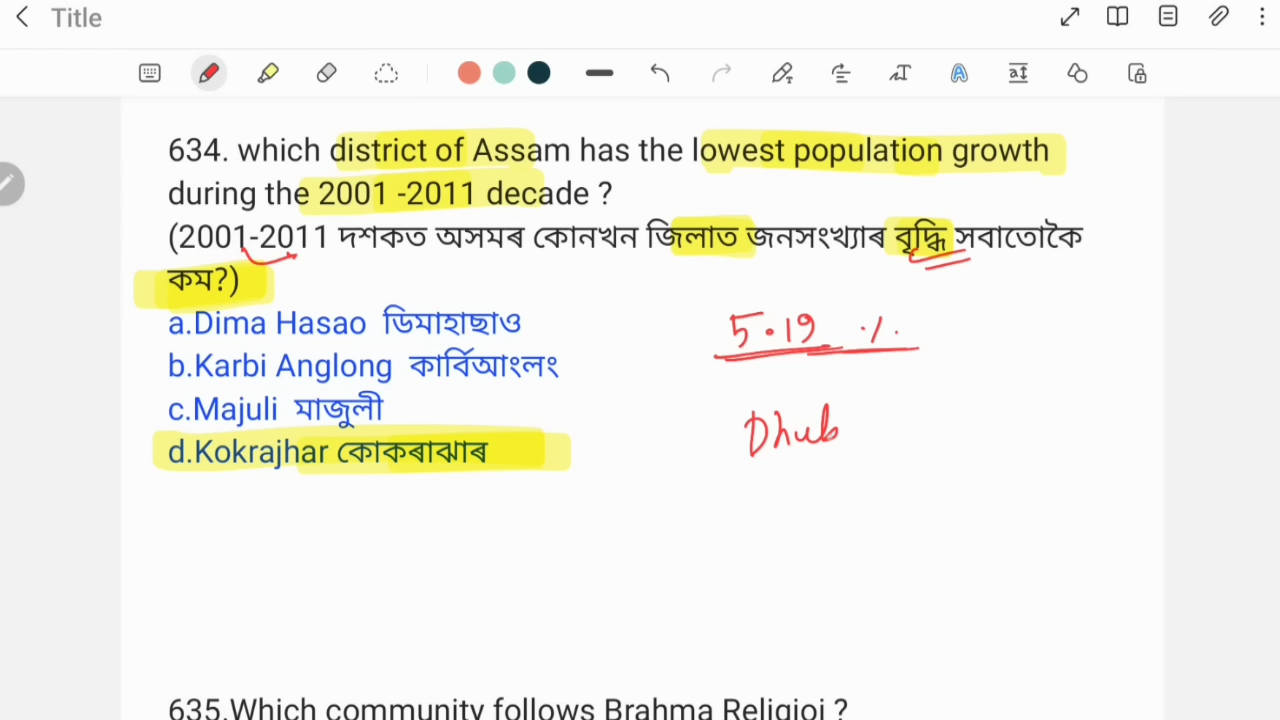 Title
634. which district of Assam has the lowest population growth
during the 2001 -2011 decade ?
(2001-2011 দশকত অসমৰ কোনখন জিলাত জনসংখ্যাৰ বৃদ্ধি সবাতোকৈ
কম?)
a.Dima Hasao ডিমাহাছাও
b.Karbi Anglong কাৰ্বিআংলং
c.Majuli মাজুলী
d.Kokrajhar কোকৰাঝাৰ
5.19 %
Dhub
635.Which community follows Brahma Religioi ?